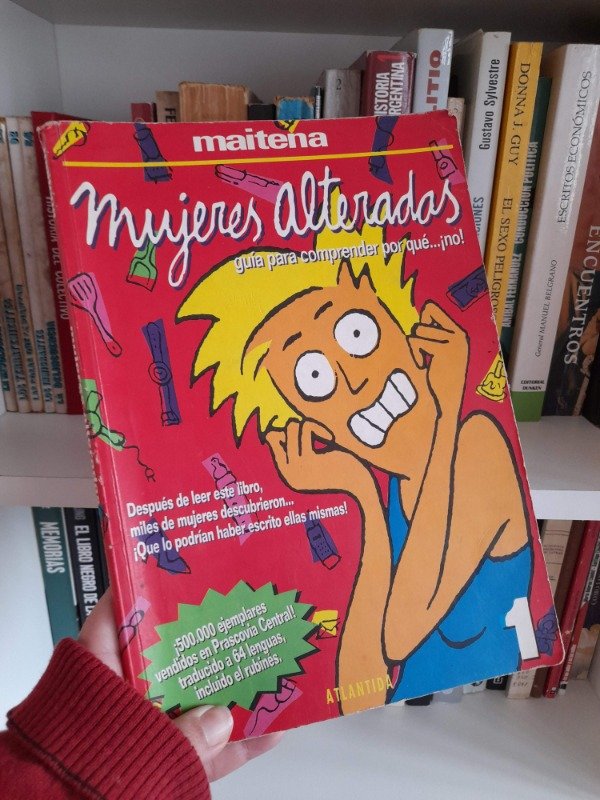 maitena
mujeres alteradas
guía para comprender por qué...¡no!
Después de leer este libro,
miles de mujeres descubrieron...
¡Que lo podrían haber escrito ellas mismas!
¡500.000 ejemplares
vendidos en Prascovia Central!
traducido a 64 lenguas,
incluido el rubinés.
ATLANTIDA
1
HISTORIA
ARGENTINA
Gustavo Sylvestre
DONNA J. GUY
EL SEXO PELIGROSO
General MANUEL BELGRANO
ESCRITOS ECONÓMICOS
EDITORIAL
DUNKEN
ENCUENTROS
MEMORIAS
EL LIBRO NEGRO DE